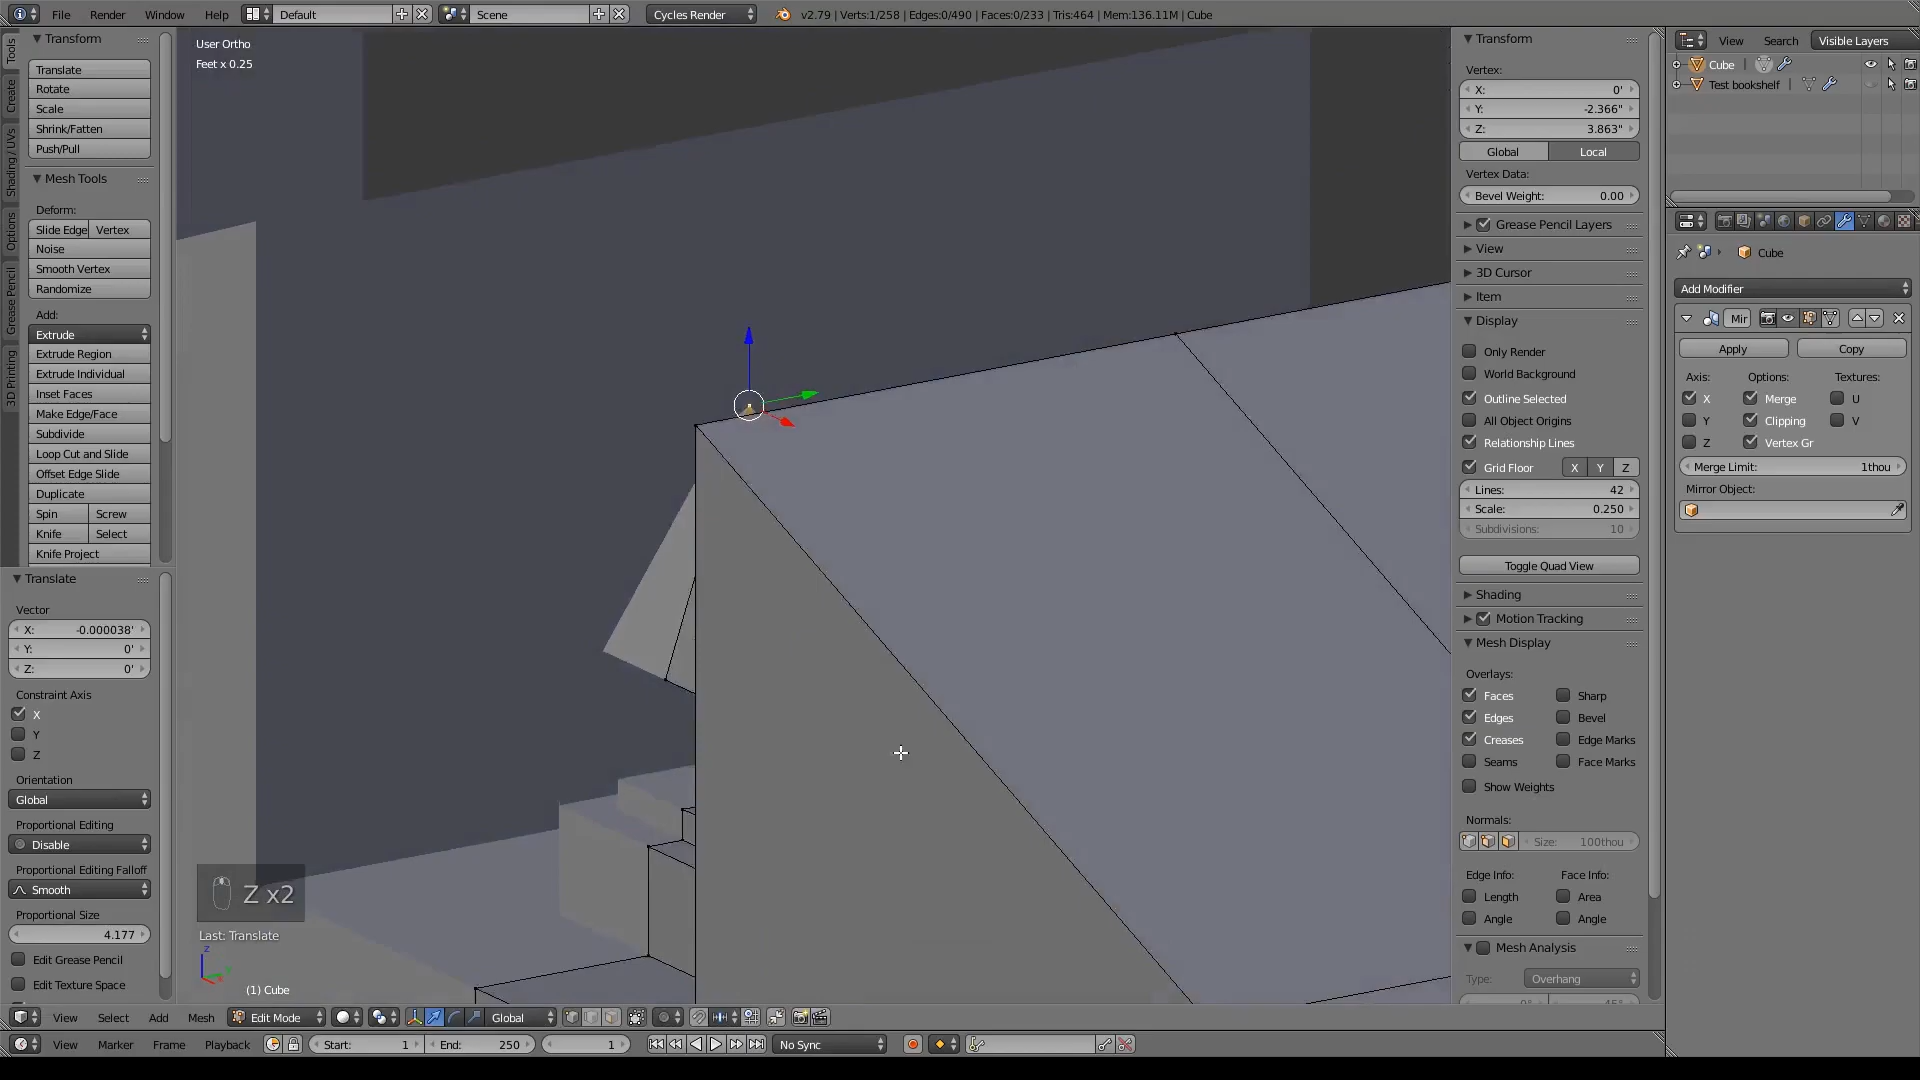 File Render Window Help Default Scene Cycles Render v2.79 | Verts:1/258 | Edges:0/490 | Faces:0/233 | Tris:464 | Mem:136.11M | Cube
Transform
Translate
Rotate
Scale
Shrink/Fatten
Push/Pull
Mesh Tools
Deform:
Slide Edge Vertex
Noise
Smooth Vertex
Randomize
Add:
Extrude
Extrude Region
Extrude Individual
Inset Faces
Make Edge/Face
Subdivide
Loop Cut and Slide
Offset Edge Slide
Duplicate
Spin Screw
Knife Select
Knife Project
Tools
Create
Shading / UVs
Options
Grease Pencil
3D Printing
Translate
Vector
X: -0.000038'
Y: 0'
Z: 0'
Constraint Axis
X
Y
Z
Orientation
Global
Proportional Editing
Disable
Proportional Editing Falloff
Smooth
Proportional Size
4.177
Edit Grease Pencil
Edit Texture Space
User Ortho
Feet x 0.25
Z x2
Last: Translate
z
(1) Cube
Transform
Vertex:
X: 0'
Y: -2.366"
Z: 3.863"
Global Local
Vertex Data:
Bevel Weight: 0.00
Grease Pencil Layers
View
3D Cursor
Item
Display
Only Render
World Background
Outline Selected
All Object Origins
Relationship Lines
Grid Floor X Y Z
Lines: 42
Scale: 0.250
Subdivisions: 10
Toggle Quad View
Shading
Motion Tracking
Mesh Display
Overlays:
Faces Sharp
Edges Bevel
Creases Edge Marks
Seams Face Marks
Show Weights
Normals:
Size: 100thou
Edge Info: Face Info:
Length Area
Angle Angle
Mesh Analysis
Type: Overhang
View Search Visible Layers
Cube
Test bookshelf
Cube
Add Modifier
Mir
Apply Copy
Axis: Options: Textures:
X Merge U
Y Clipping V
Z Vertex Gr
Merge Limit: 1thou
Mirror Object:
View Select Add Mesh Edit Mode Global
View Marker Frame Playback Start: 1 End: 250 1 No Sync